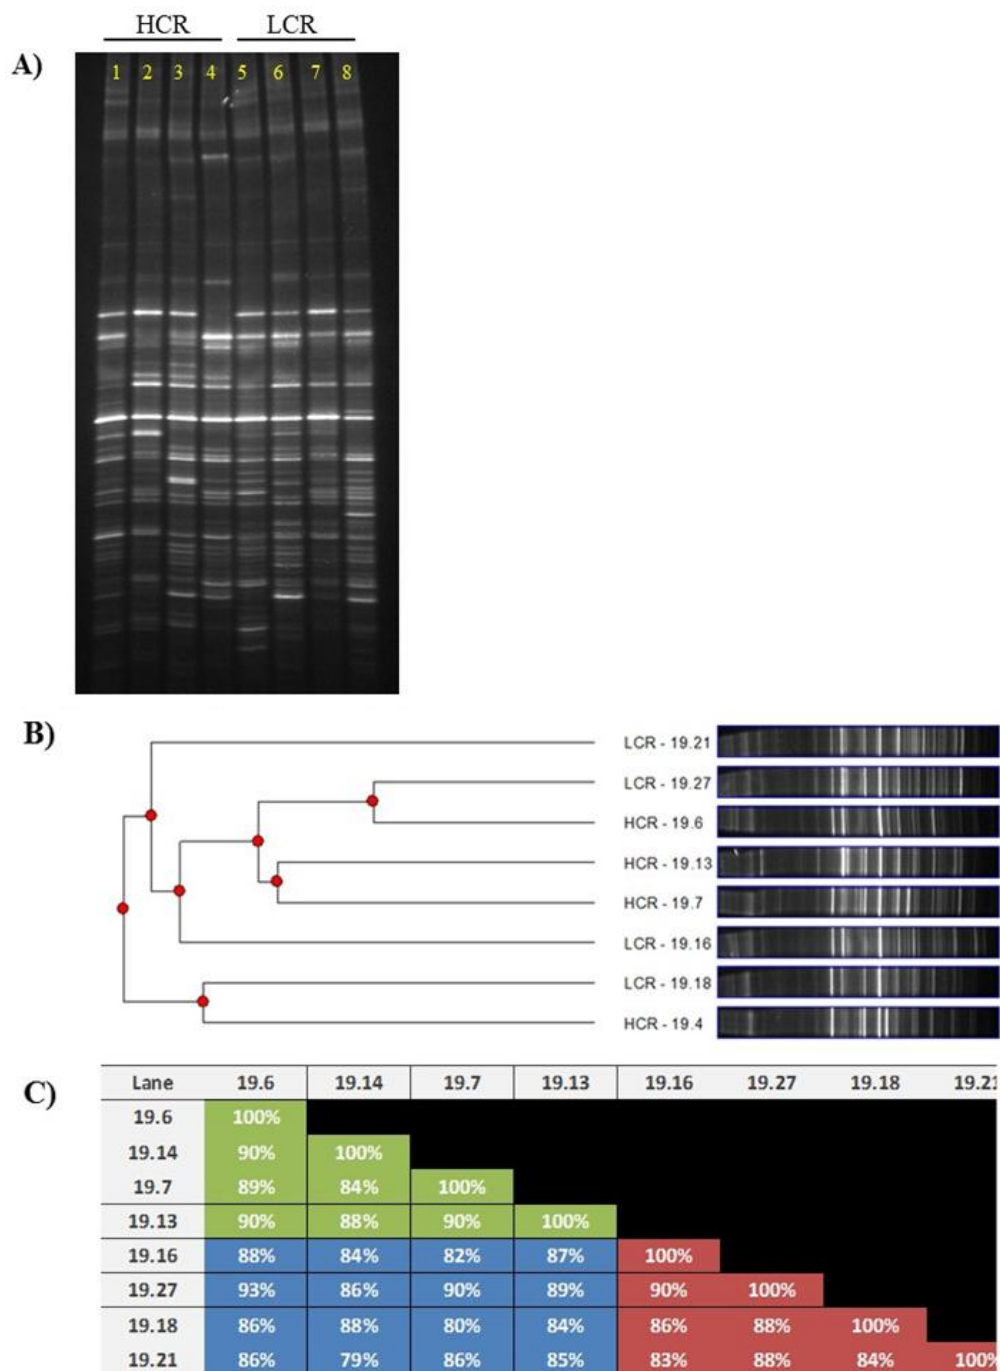 HCR LCR
A)
1 2 3 4 5 6 7 8
B)
LCR - 19.21
LCR - 19.27
HCR - 19.6
HCR - 19.13
HCR - 19.7
LCR - 19.16
LCR - 19.18
HCR - 19.4
C)
Lane 19.6 19.14 19.7 19.13 19.16 19.27 19.18 19.21
19.6 100%
19.14 90% 100%
19.7 89% 84% 100%
19.13 90% 88% 90% 100%
19.16 88% 84% 82% 87% 100%
19.27 93% 86% 90% 89% 90% 100%
19.18 86% 88% 80% 84% 86% 88% 100%
19.21 86% 79% 86% 85% 83% 88% 84% 100%